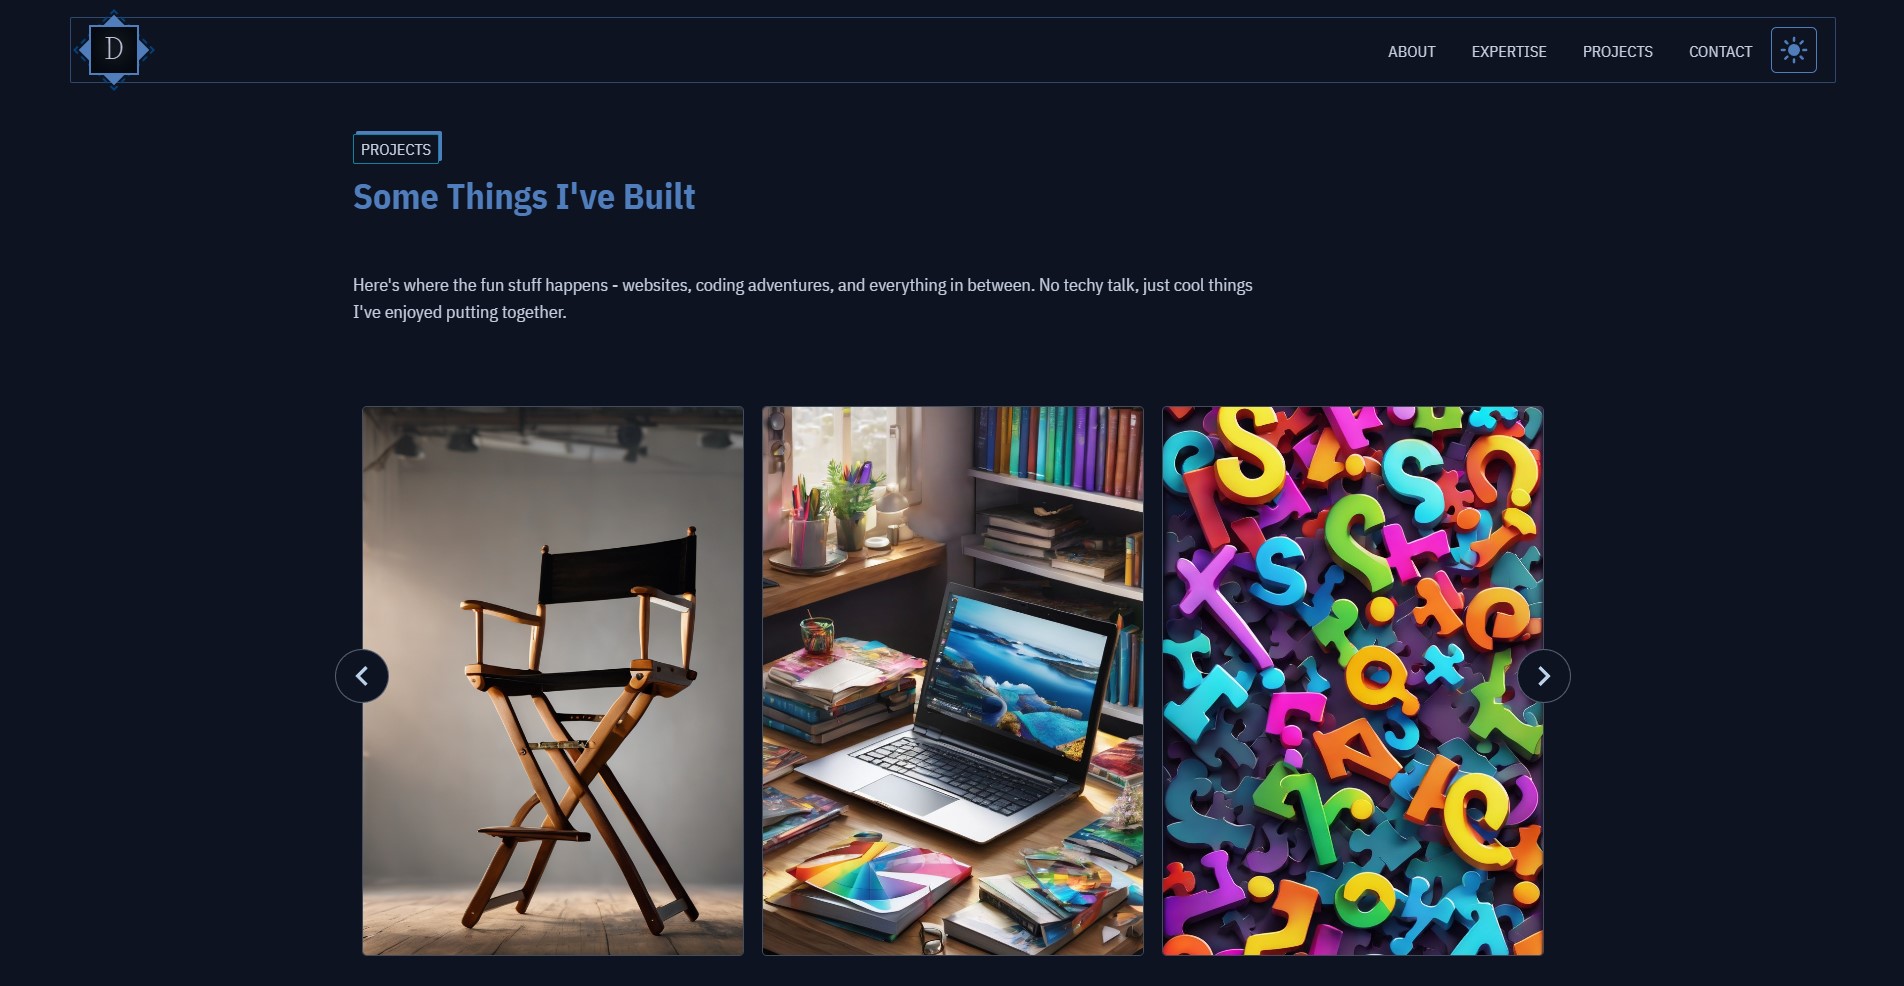 D
ABOUT
EXPERTISE
PROJECTS
CONTACT
PROJECTS
Some Things I've Built
Here's where the fun stuff happens - websites, coding adventures, and everything in between. No techy talk, just cool things
I've enjoyed putting together.